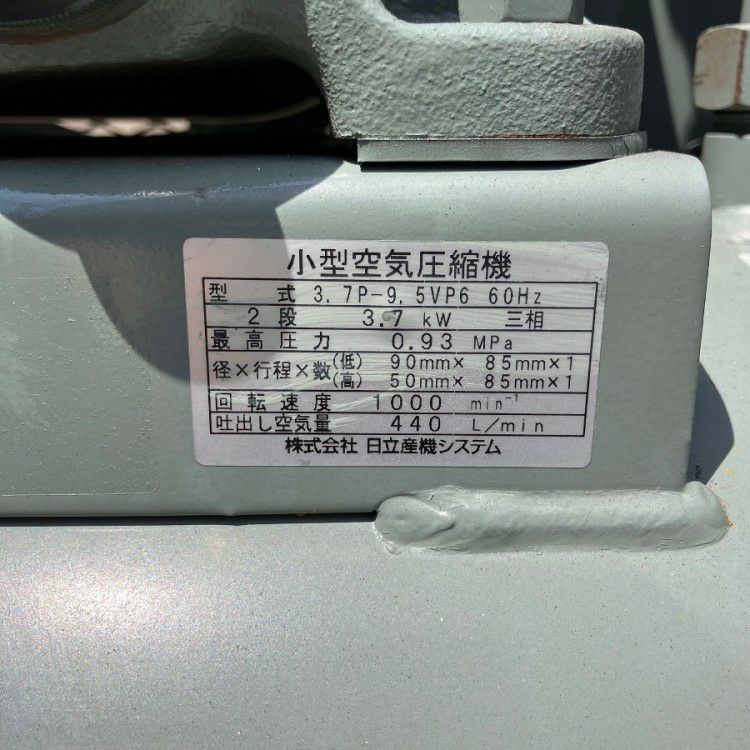 小型空気圧縮機
型式 3.7P-9.5VP6 60Hz
2段 3.7 kW 三相
最高圧力 0.93 MPa
径×行程×数(低) 90mm× 85mm×1
(高) 50mm× 85mm×1
回転速度 1000 min⁻¹
吐出し空気量 440 L/min
株式会社 日立産機システム